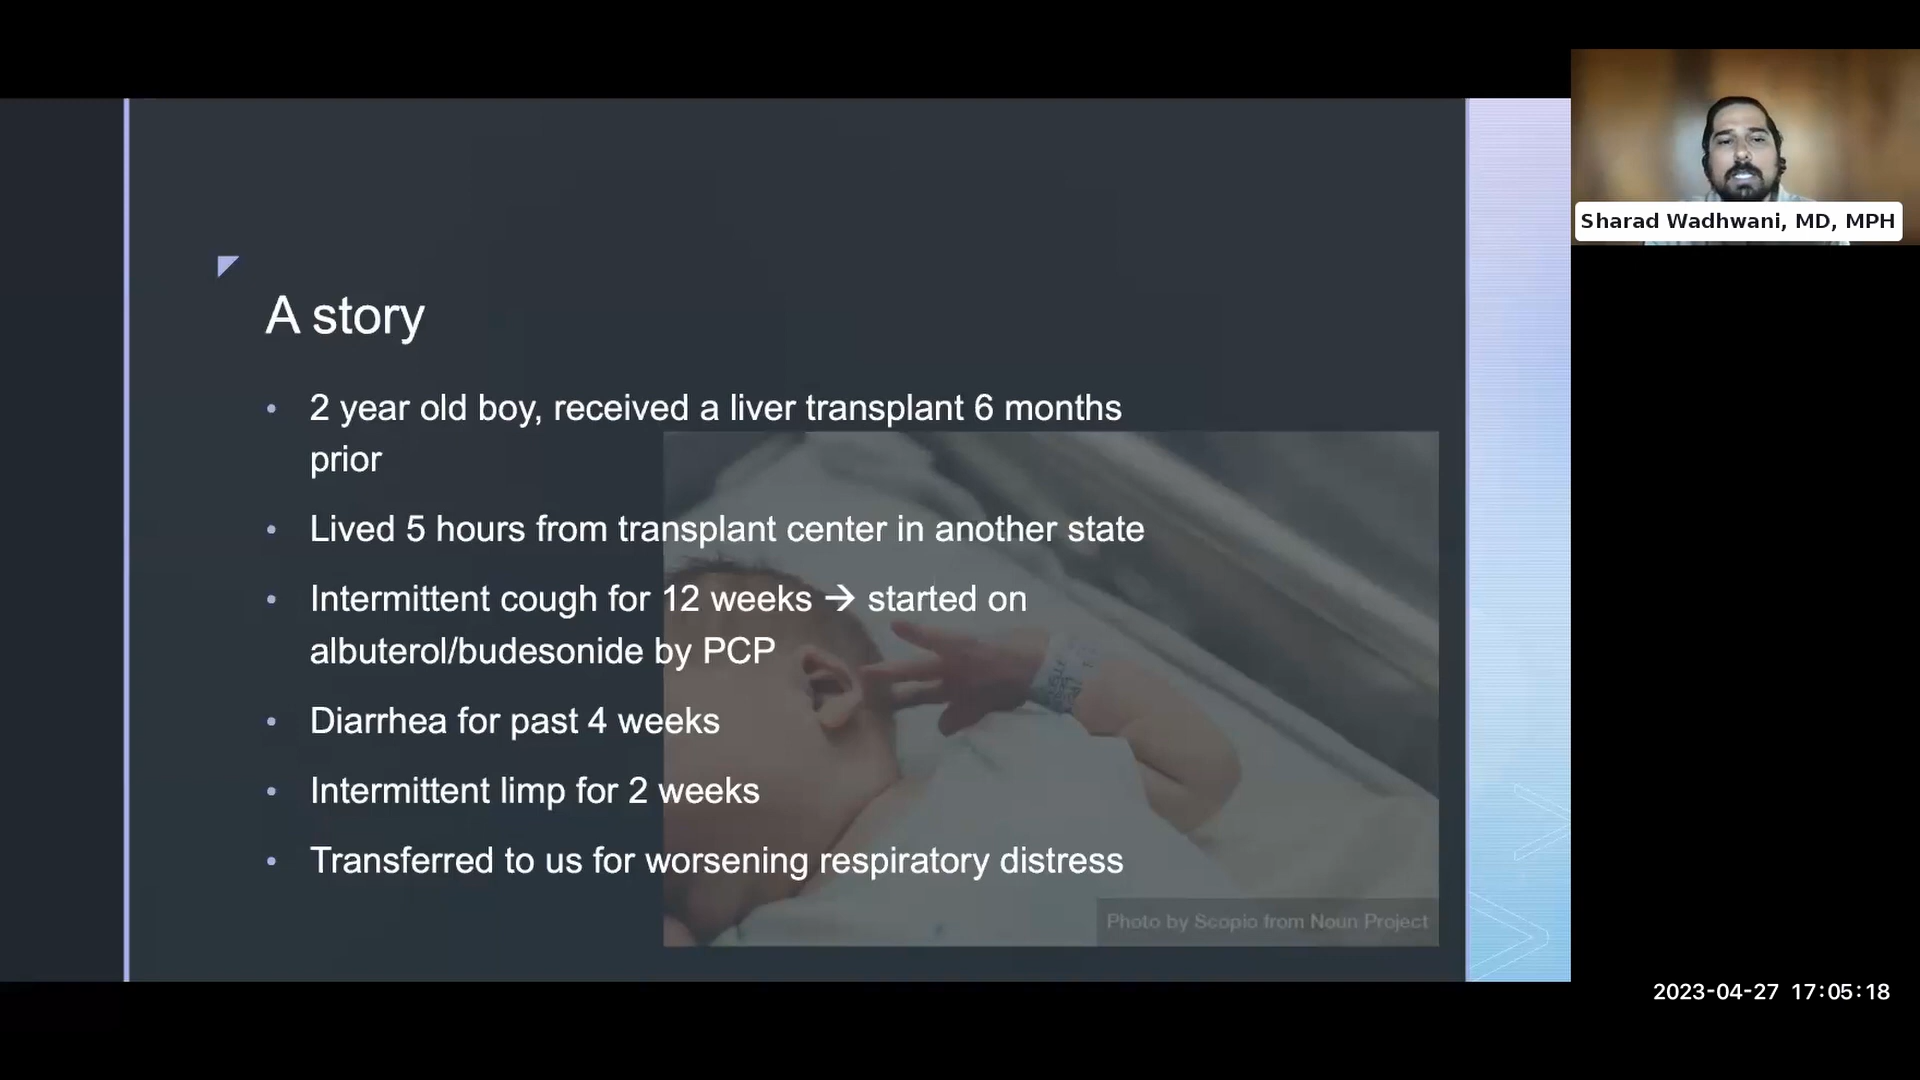 Sharad Wadhwani, MD, MPH
A story
• 2 year old boy, received a liver transplant 6 months
prior
• Lived 5 hours from transplant center in another state
• Intermittent cough for 12 weeks → started on
albuterol/budesonide by PCP
• Diarrhea for past 4 weeks
• Intermittent limp for 2 weeks
• Transferred to us for worsening respiratory distress
Photo by Scopio from Noun Project
2023-04-27 17:05:18